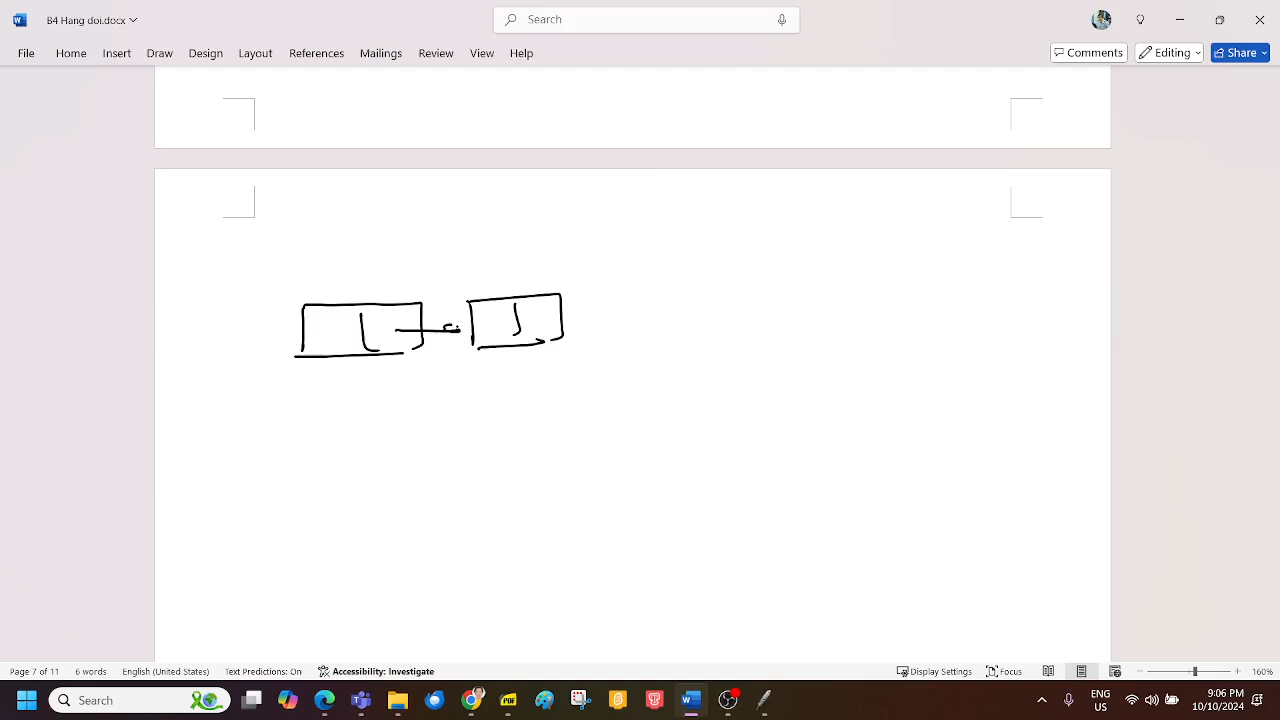 B4 Hang doi.docx
Search
File Home Insert Draw Design Layout References Mailings Review View Help
Comments Editing Share
Page 7 of 11 6 words English (United States) Text Predictions: On Accessibility: Investigate Display Settings Focus 160%
Search ENG 9:06 PM
US 10/10/2024